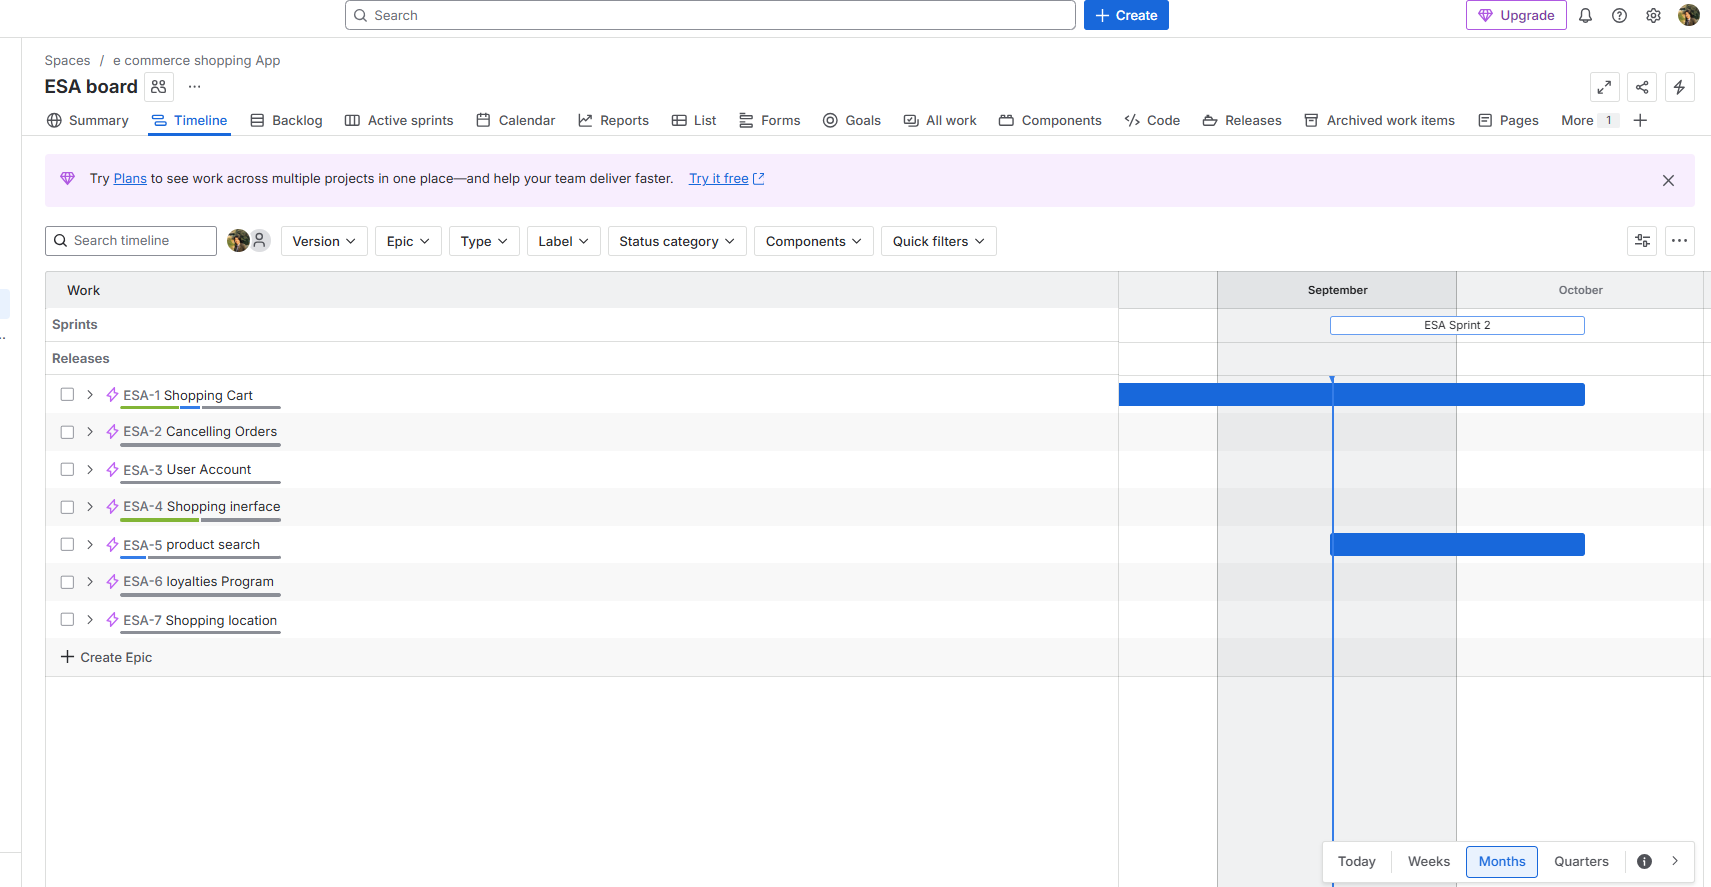 Search
Create
Upgrade
Spaces / e commerce shopping App
ESA board
Summary Timeline Backlog Active sprints Calendar Reports List Forms Goals All work Components Code Releases Archived work items Pages More 1
Try Plans to see work across multiple projects in one place—and help your team deliver faster. Try it free
Search timeline Version Epic Type Label Status category Components Quick filters
Work September October
Sprints ESA Sprint 2
Releases
ESA-1 Shopping Cart
ESA-2 Cancelling Orders
ESA-3 User Account
ESA-4 Shopping inerface
ESA-5 product search
ESA-6 loyalties Program
ESA-7 Shopping location
Create Epic
Today Weeks Months Quarters